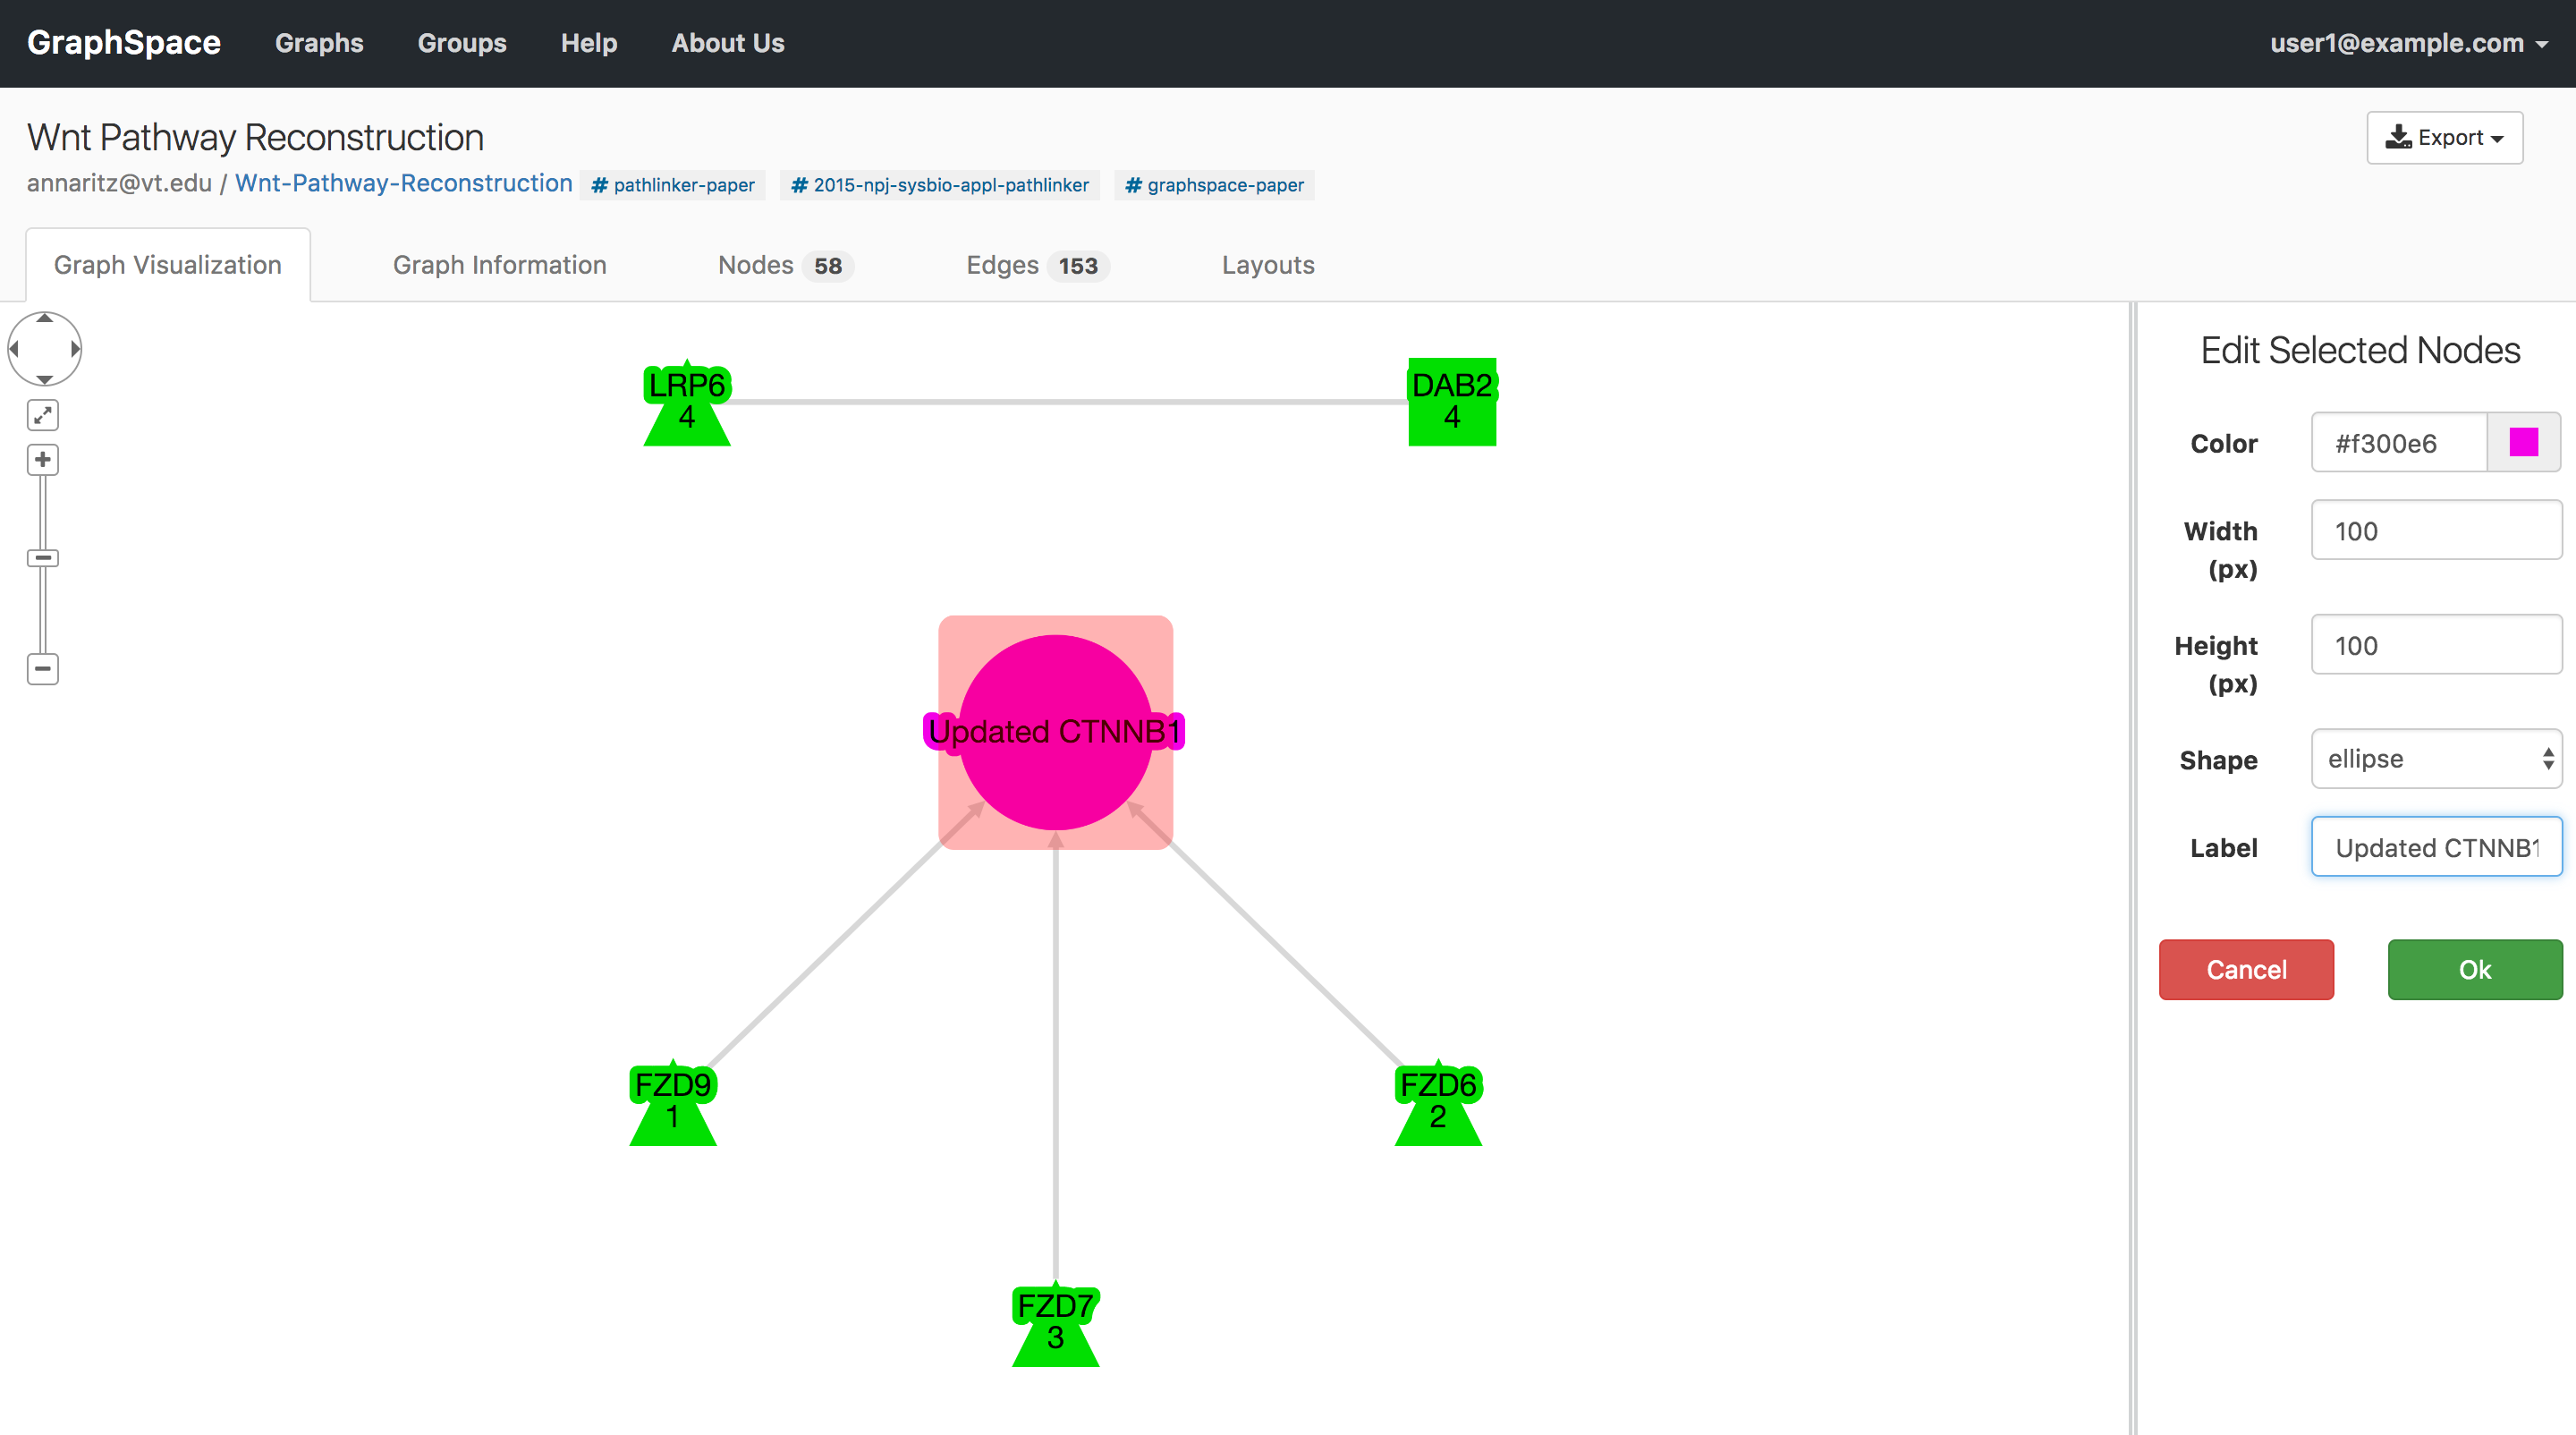 GraphSpace Graphs Groups Help About Us user1@example.com
Wnt Pathway Reconstruction
Export
annaritz@vt.edu / Wnt-Pathway-Reconstruction # pathlinker-paper # 2015-npj-sysbio-appl-pathlinker # graphspace-paper
Graph Visualization Graph Information Nodes 58 Edges 153 Layouts
LRP6
4
DAB2
4
Updated CTNNB1
FZD9
1
FZD6
2
FZD7
3
Edit Selected Nodes
Color #f300e6
Width
(px)
100
Height
(px)
100
Shape ellipse
Label Updated CTNNB1
Cancel Ok